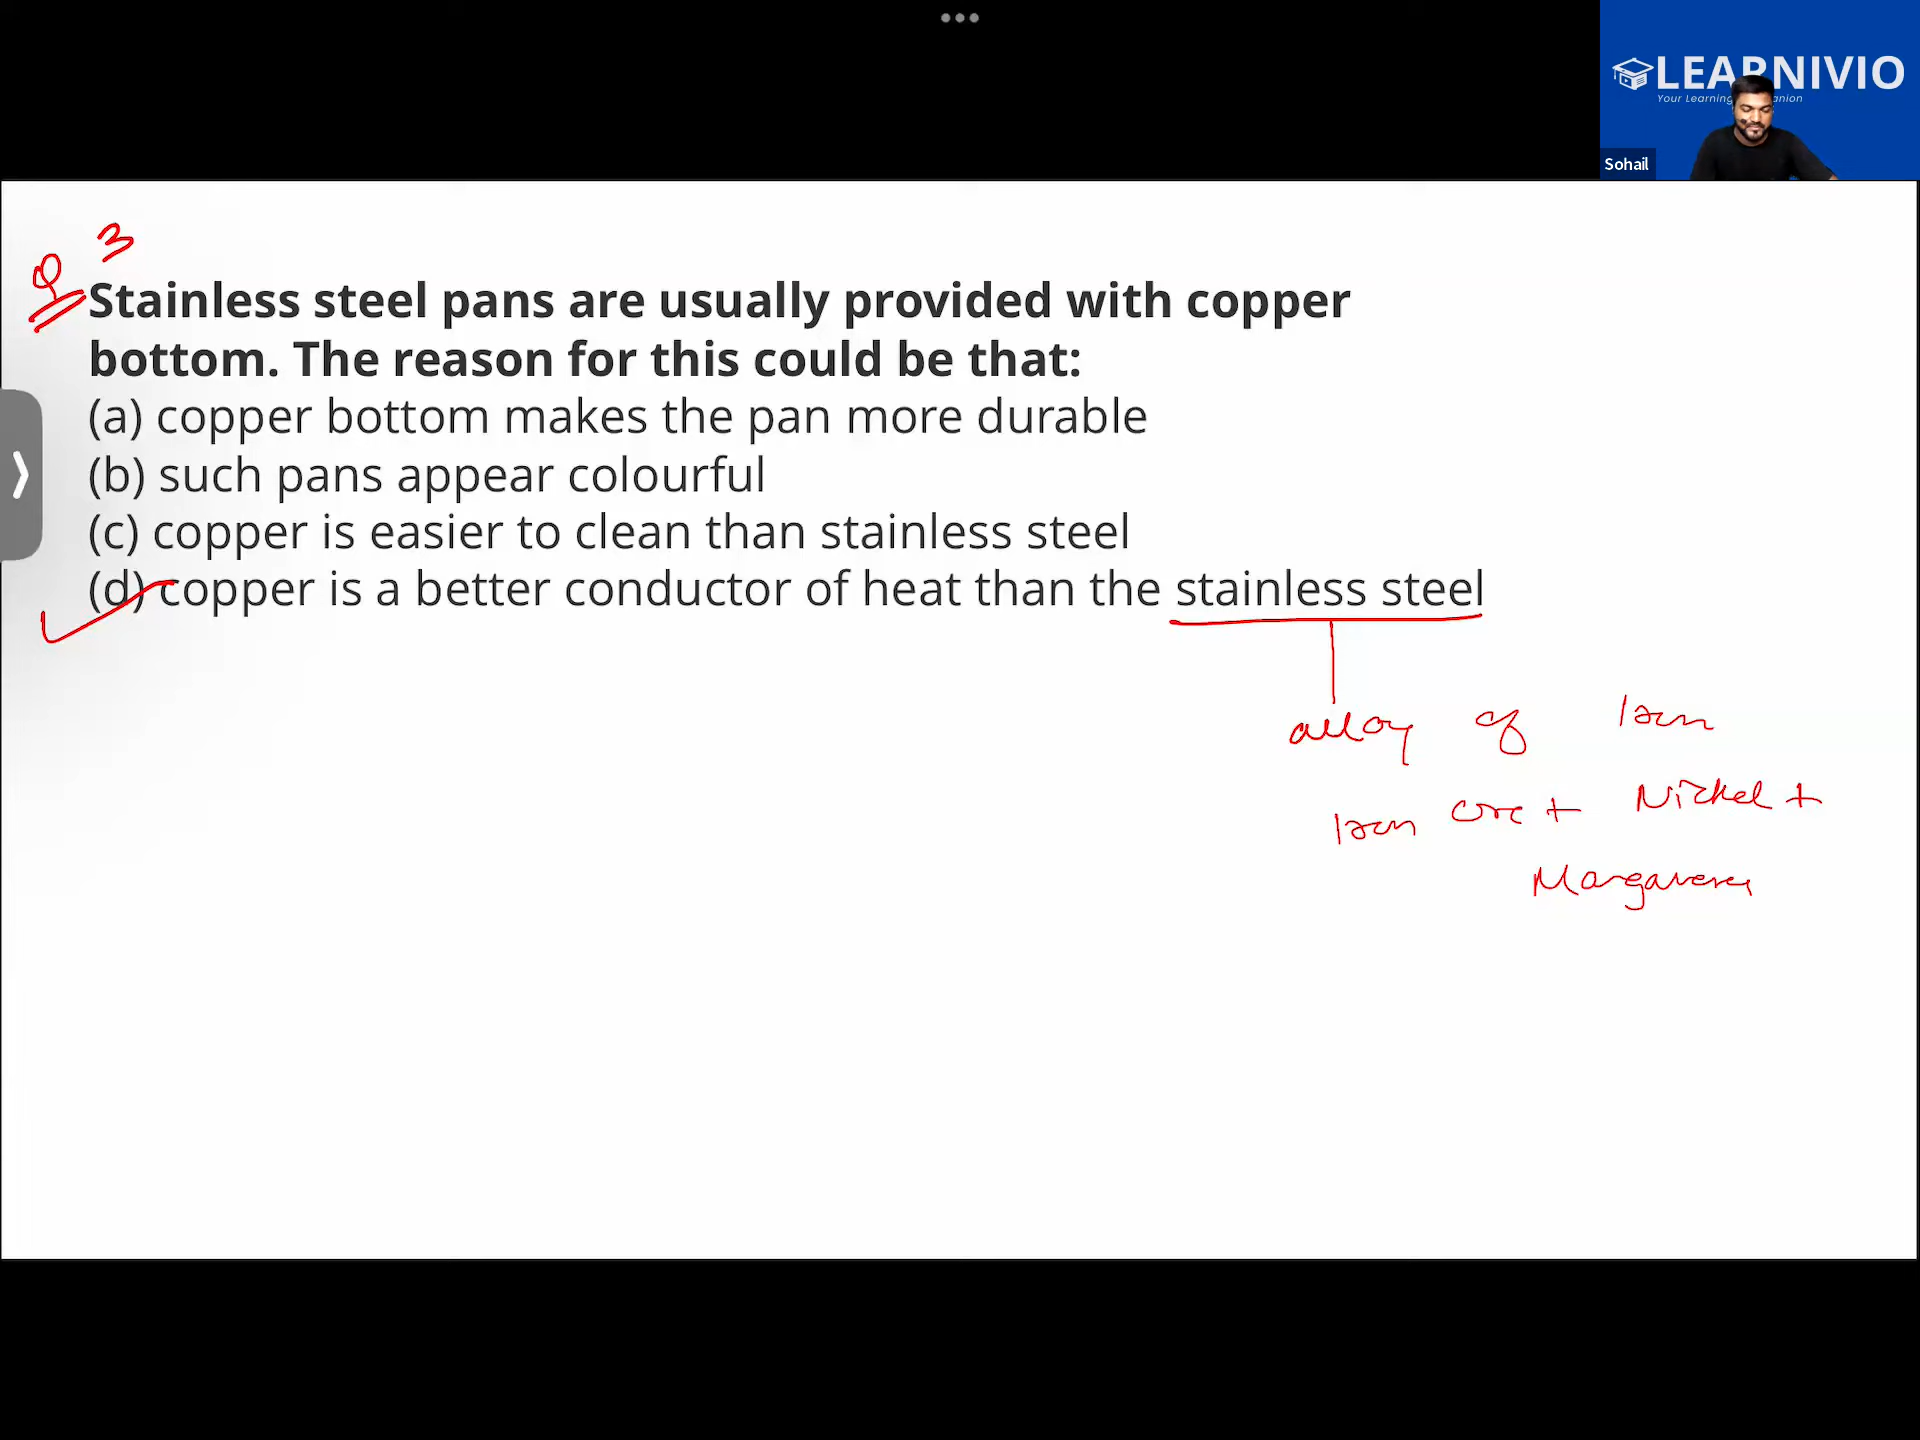 LEARNIVIO
Your Learning
Sohail
Q 3
Stainless steel pans are usually provided with copper
bottom. The reason for this could be that:
(a) copper bottom makes the pan more durable
(b) such pans appear colourful
(c) copper is easier to clean than stainless steel
(d) copper is a better conductor of heat than the stainless steel
alloy of Iron
Iron ore + Nickel +